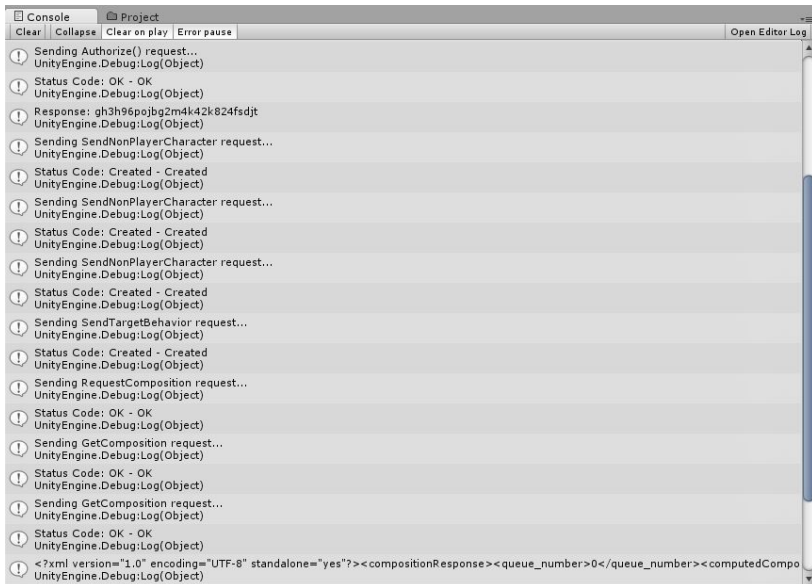 Console
Project
Clear Collapse Clear on play Error pause Open Editor Log
Sending Authorize() request...
UnityEngine.Debug:Log(Object)
Status Code: OK - OK
UnityEngine.Debug:Log(Object)
Response: gh3h96pojbg2m4k42k824fsdjt
UnityEngine.Debug:Log(Object)
Sending SendNonPlayerCharacter request...
UnityEngine.Debug:Log(Object)
Status Code: Created - Created
UnityEngine.Debug:Log(Object)
Sending SendNonPlayerCharacter request...
UnityEngine.Debug:Log(Object)
Status Code: Created - Created
UnityEngine.Debug:Log(Object)
Sending SendNonPlayerCharacter request...
UnityEngine.Debug:Log(Object)
Status Code: Created - Created
UnityEngine.Debug:Log(Object)
Sending SendTargetBehavior request...
UnityEngine.Debug:Log(Object)
Status Code: Created - Created
UnityEngine.Debug:Log(Object)
Sending RequestComposition request...
UnityEngine.Debug:Log(Object)
Status Code: OK - OK
UnityEngine.Debug:Log(Object)
Sending GetComposition request...
UnityEngine.Debug:Log(Object)
Status Code: OK - OK
UnityEngine.Debug:Log(Object)
Sending GetComposition request...
UnityEngine.Debug:Log(Object)
Status Code: OK - OK
UnityEngine.Debug:Log(Object)
<?xml version="1.0" encoding="UTF-8" standalone="yes"?><compositionResponse><queue_number>0</queue_number><computedCompo
UnityEngine.Debug:Log(Object)